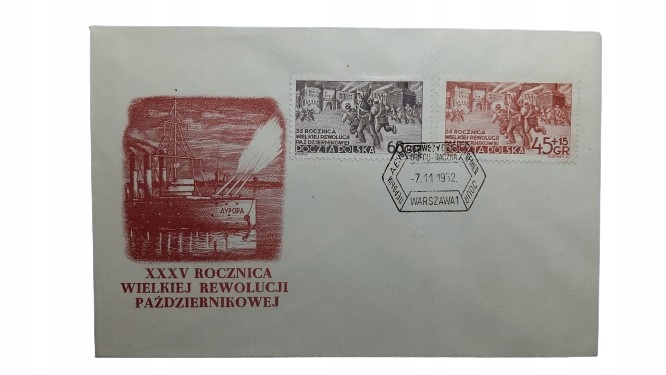 35 ROCZNICA
WIELKIEJ REWOLUCJI
PAŹDZIERNIKOWEJ
POCZTA POLSKA
60 GR
35 ROCZNICA
WIELKIEJ REWOLUCJI
PAŹDZIERNIKOWEJ
POCZTA POLSKA
45+15
GR
-7.11 1952.
WARSZAWA 1
АУРОРА
XXXV ROCZNICA
WIELKIEJ REWOLUCJI
PAŹDZIERNIKOWEJ